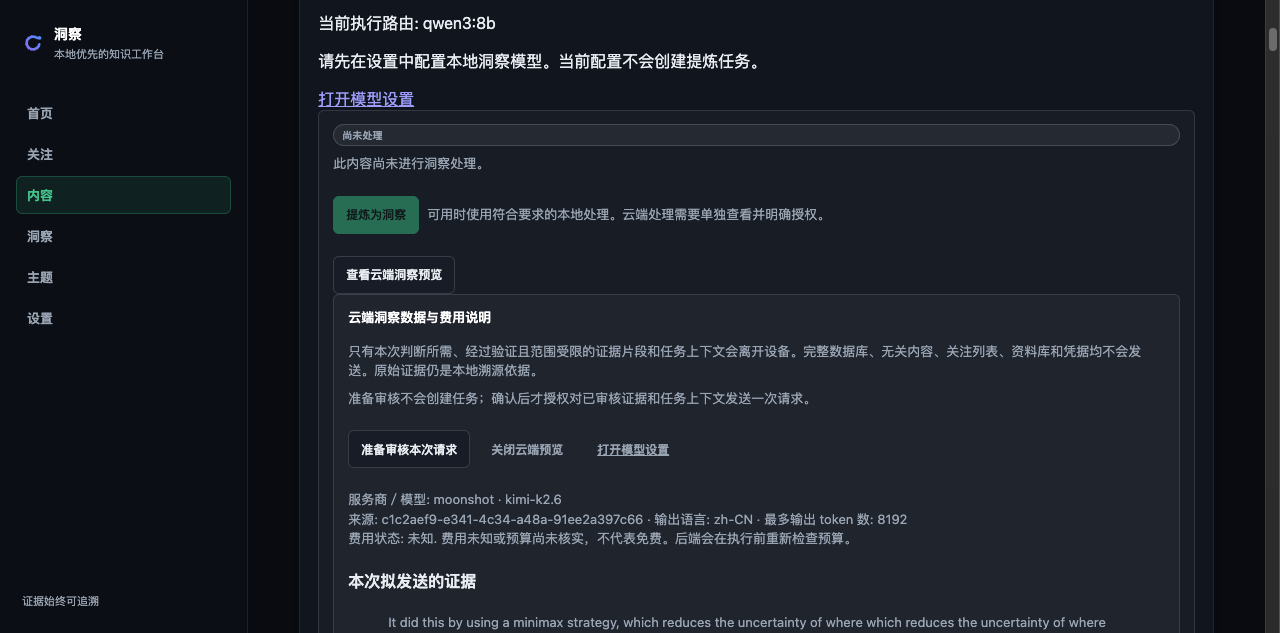 洞察
本地优先的知识工作台
首页
关注
内容
洞察
主题
设置
证据始终可追溯
当前执行路由: qwen3:8b
请先在设置中配置本地洞察模型。当前配置不会创建提炼任务。
打开模型设置
尚未处理
此内容尚未进行洞察处理。
提炼为洞察
可用时使用符合要求的本地处理。云端处理需要单独查看并明确授权。
查看云端洞察预览
云端洞察数据与费用说明
只有本次判断所需、经过验证且范围受限的证据片段和任务上下文会离开设备。完整数据库、无关内容、关注列表、资料库和凭据均不会发
送。原始证据仍是本地溯源依据。
准备审核不会创建任务；确认后才授权对已审核证据和任务上下文发送一次请求。
准备审核本次请求 关闭云端预览 打开模型设置
服务商 / 模型: moonshot · kimi-k2.6
来源: c1c2aef9-e341-4c34-a48a-91ee2a397c66 · 输出语言: zh-CN · 最多输出 token 数: 8192
费用状态: 未知. 费用未知或预算尚未核实，不代表免费。后端会在执行前重新检查预算。
本次拟发送的证据
It did this by using a minimax strategy, which reduces the uncertainty of where which reduces the uncertainty of where